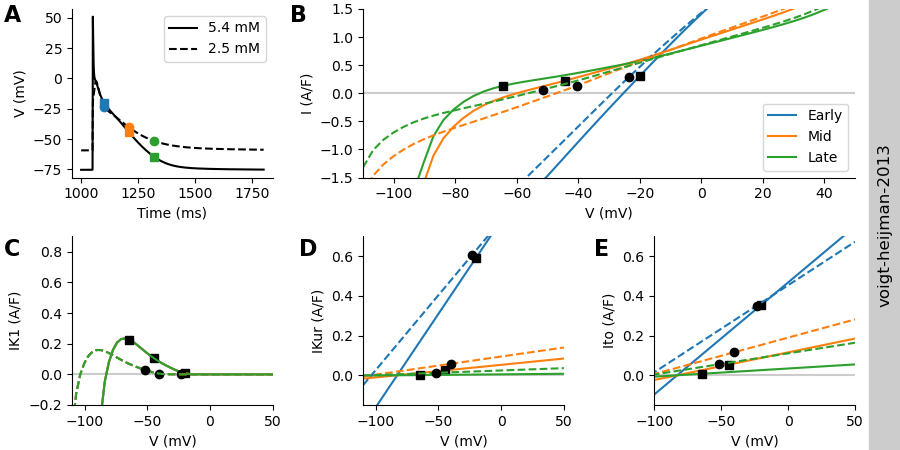 A
50
25
0
−25
−50
−75
V (mV)
1000
1250
1500
1750
Time (ms)
5.4 mM
2.5 mM
B
1.5
1.0
0.5
0.0
−0.5
−1.0
−1.5
I (A/F)
−100
−80
−60
−40
−20
0
20
40
V (mV)
Early
Mid
Late
C
0.8
0.6
0.4
0.2
0.0
−0.2
IK1 (A/F)
−100
−50
0
50
V (mV)
D
0.6
0.4
0.2
0.0
IKur (A/F)
−100
−50
0
50
V (mV)
E
0.6
0.4
0.2
0.0
Ito (A/F)
−100
−50
0
50
V (mV)
voigt-heijman-2013